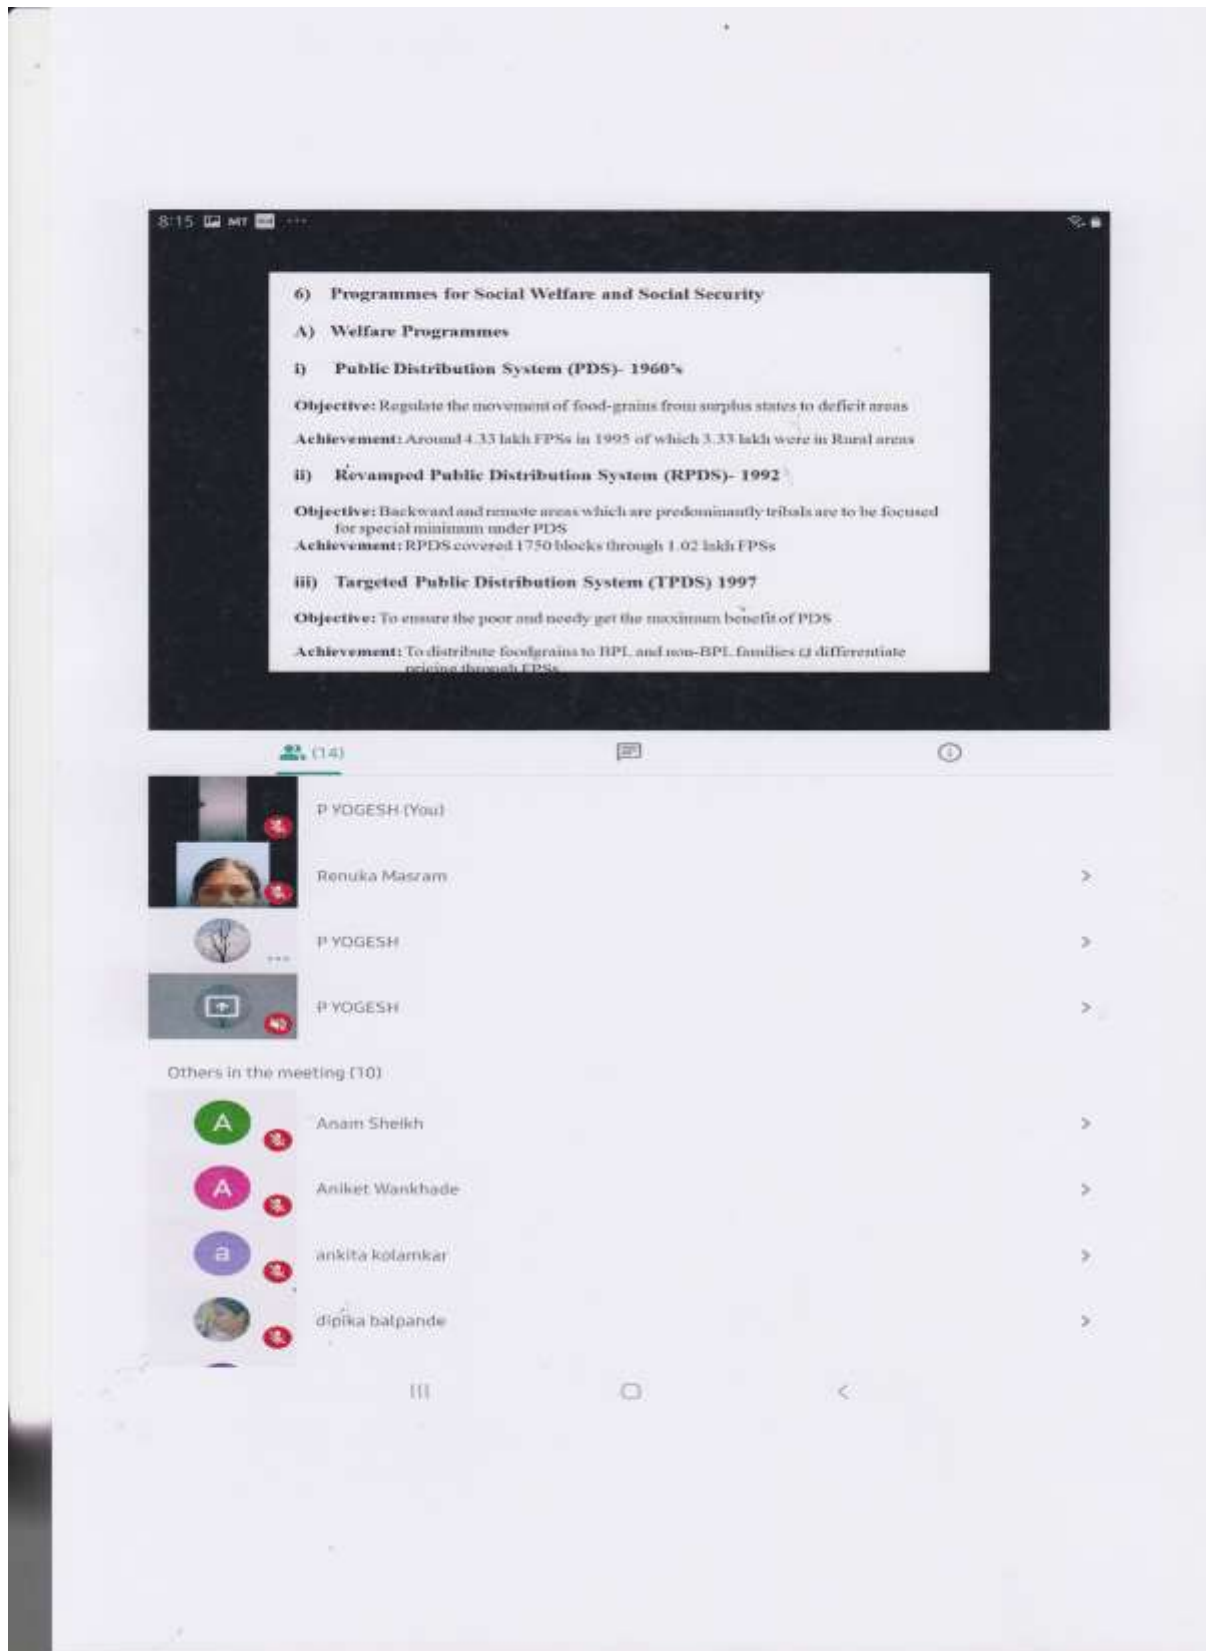 8:15 MT ...
6) Programmes for Social Welfare and Social Security
A) Welfare Programmes
i) Public Distribution System (PDS)- 1960's
Objective: Regulate the movement of food-grains from surplus states to deficit areas
Achievement: Around 4.33 lakh FPSs in 1995 of which 3.33 lakh were in Rural areas
ii) Revamped Public Distribution System (RPDS)- 1992
Objective: Backward and remote areas which are predominantly tribals are to be focused
for special minimum under PDS
Achievement: RPDS covered 1750 blocks through 1.02 lakh FPSs
iii) Targeted Public Distribution System (TPDS) 1997
Objective: To ensure the poor and needy get the maximum benefit of PDS
Achievement: To distribute foodgrains to BPL and non-BPL families differentiate
pricing through FPSs
(14)
P YOGESH (You)
Renuka Masram
P YOGESH
P YOGESH
Others in the meeting (10)
A Anam Sheikh
A Aniket Wankhade
a ankita kolamkar
dipika balpande